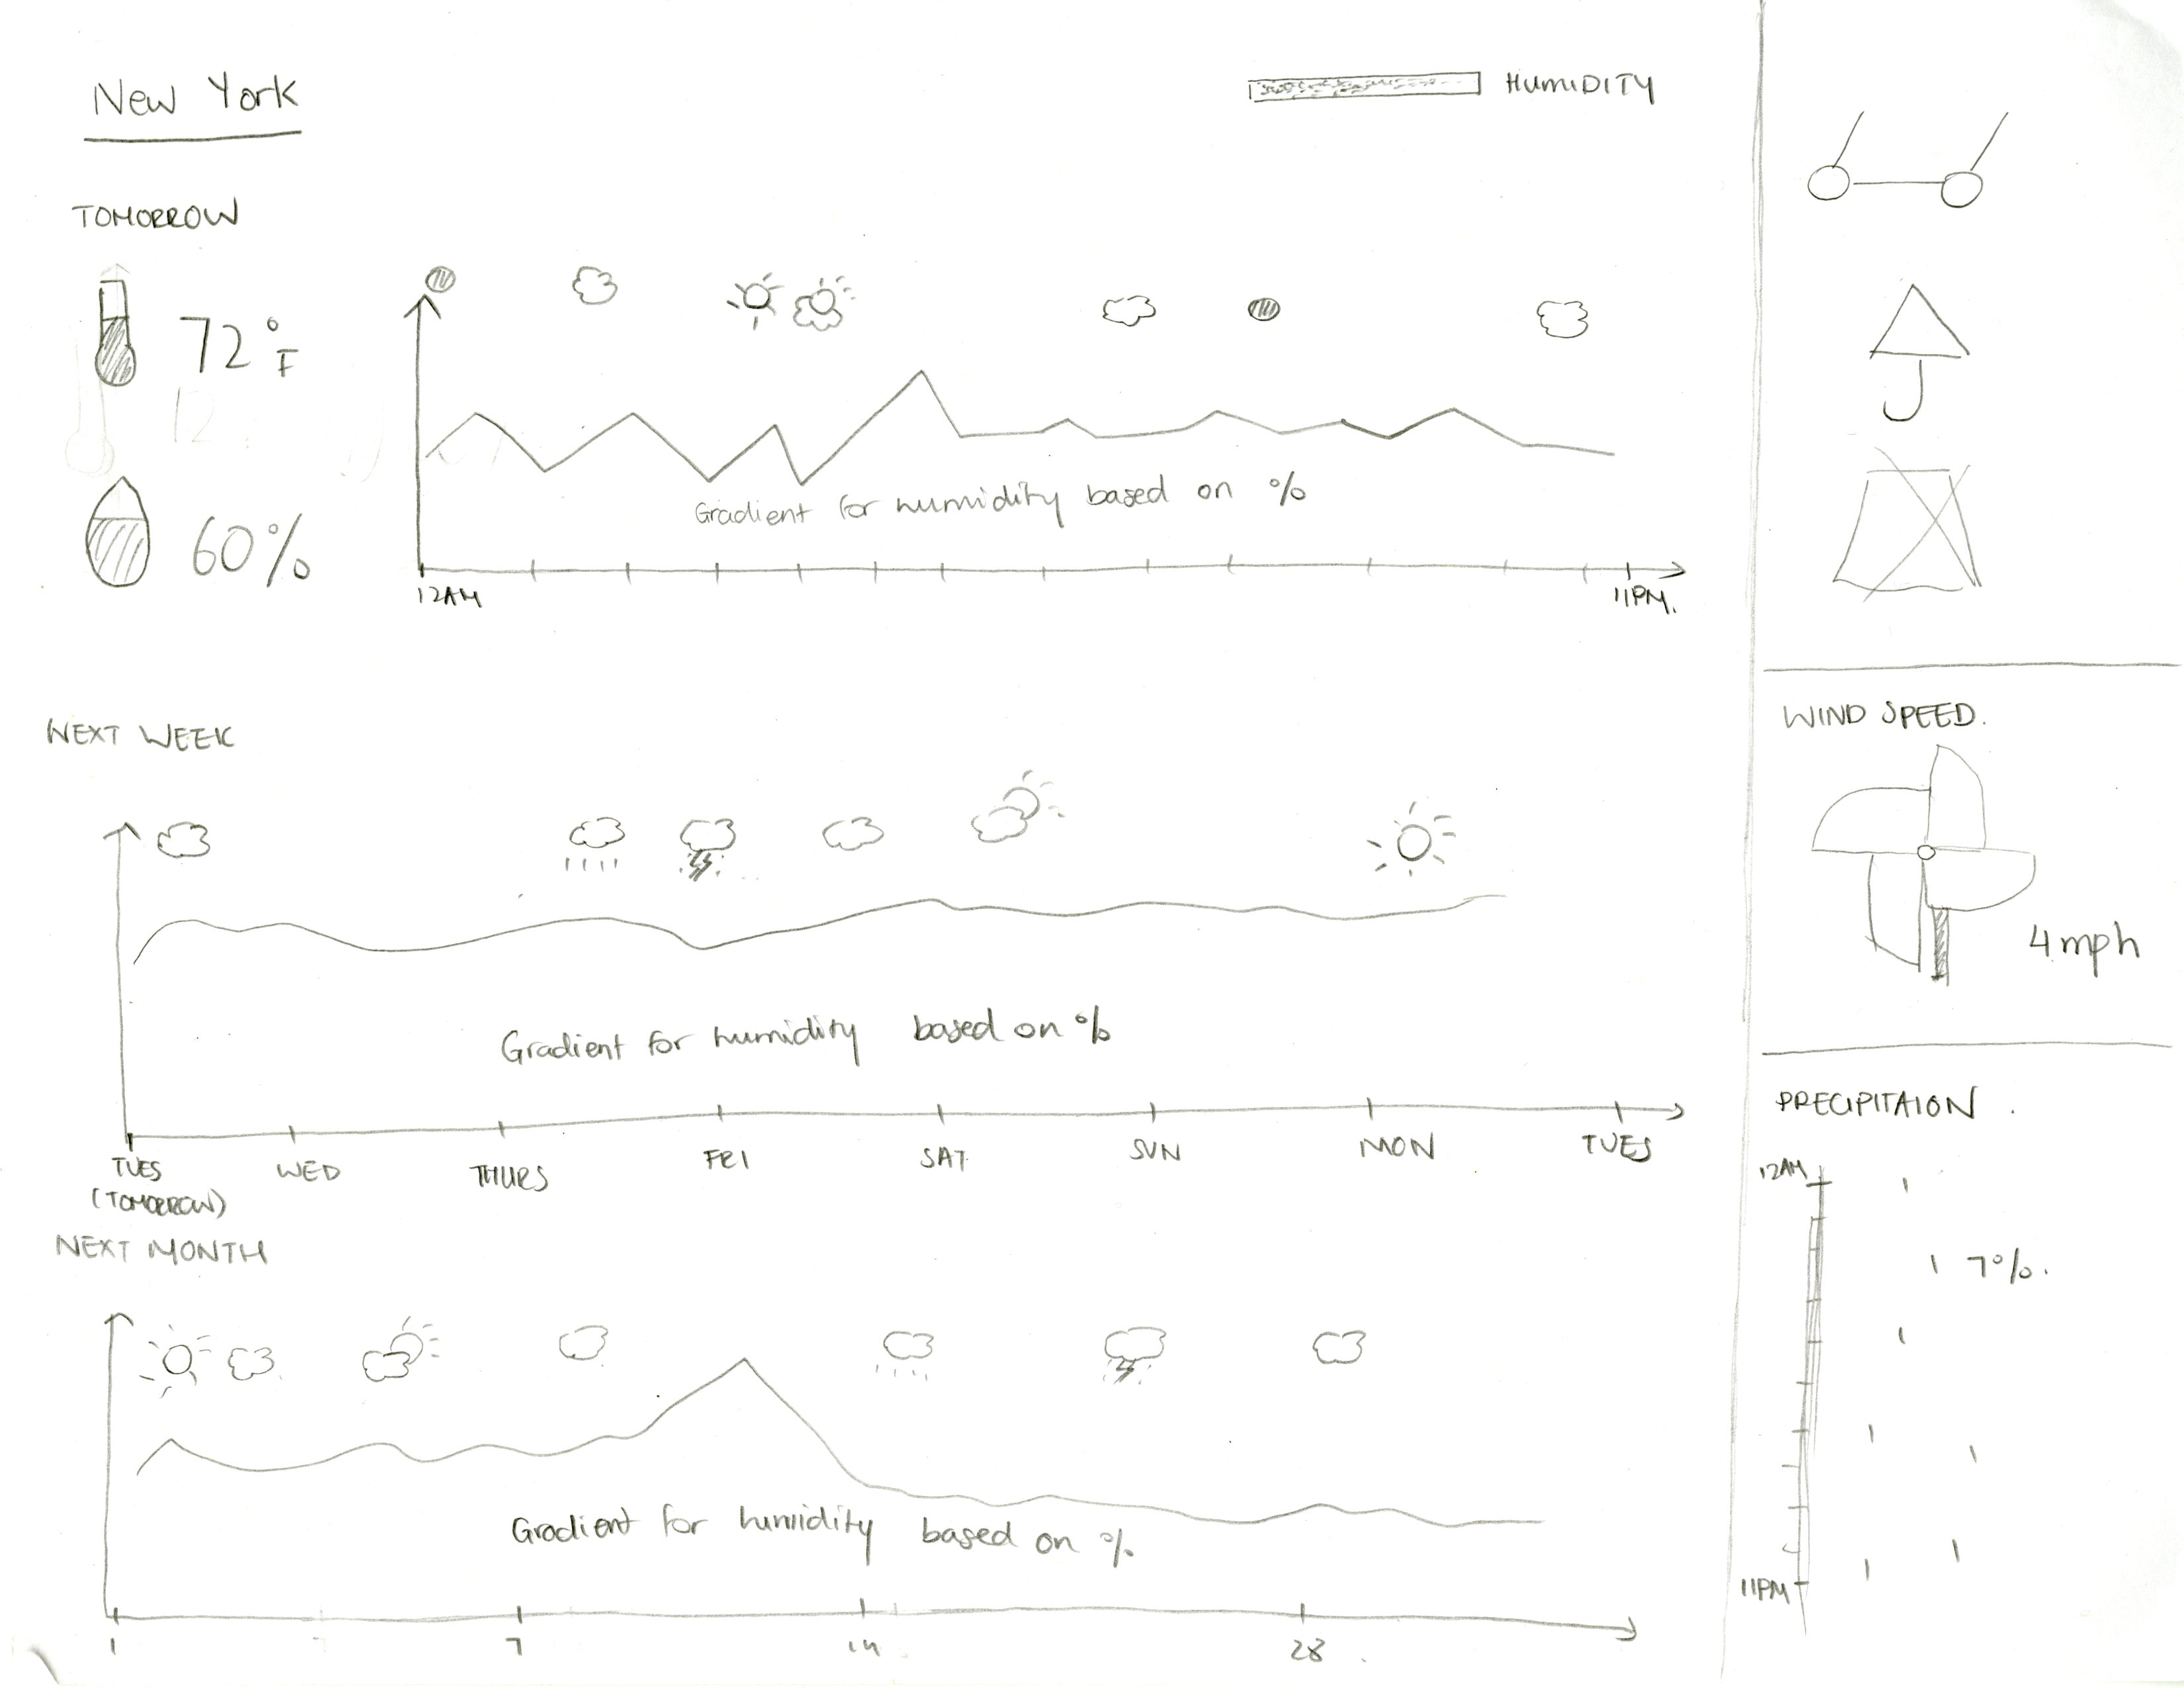 New York
HUMIDITY
TOMORROW
72°F
60%
Gradient for humidity based on %
12AM
11PM.
NEXT WEEK
Gradient for humidity based on %
TUES
(TOMORROW)
WED
THURS
FRI
SAT
SUN
MON
TUES
NEXT MONTH
Gradient for humidity based on %
1
7
14
28
WIND SPEED.
4 mph
PRECIPITAION
12AM
7%.
11PM